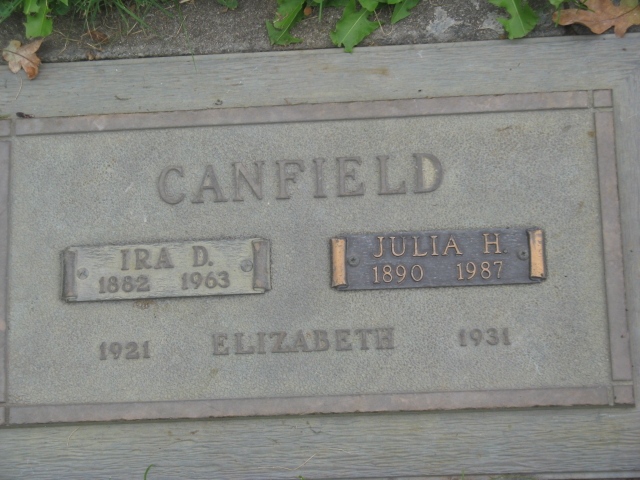 CANFIELD
IRA D.
1882 1963
JULIA H.
1890 1987
1921 ELIZABETH 1931